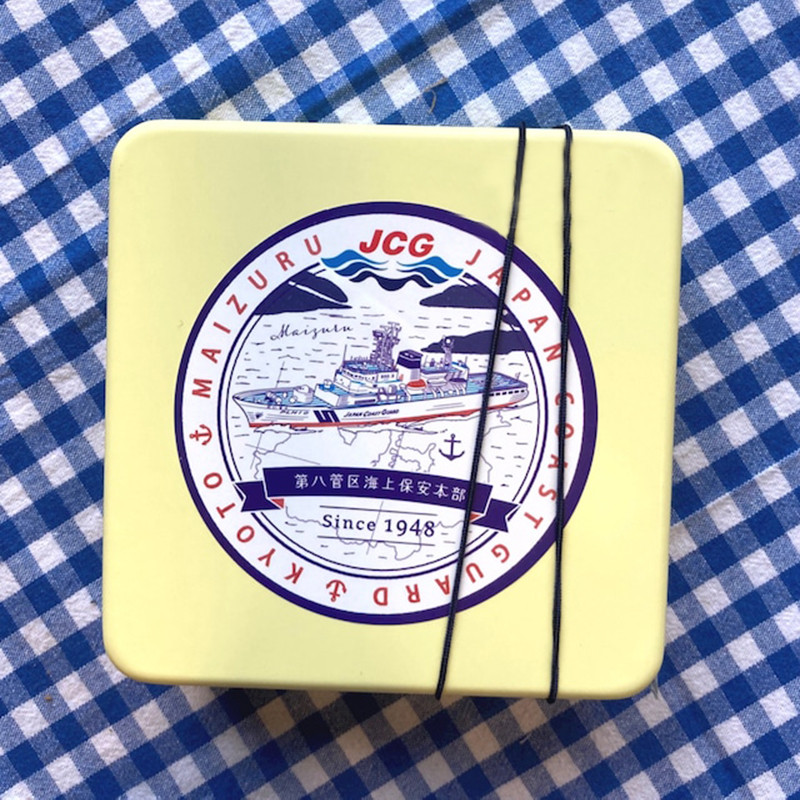 JCG
MAIZURU JAPAN COAST GUARD KYOTO
Maizuru
JAPAN COAST GUARD
第八管区海上保安本部
Since 1948